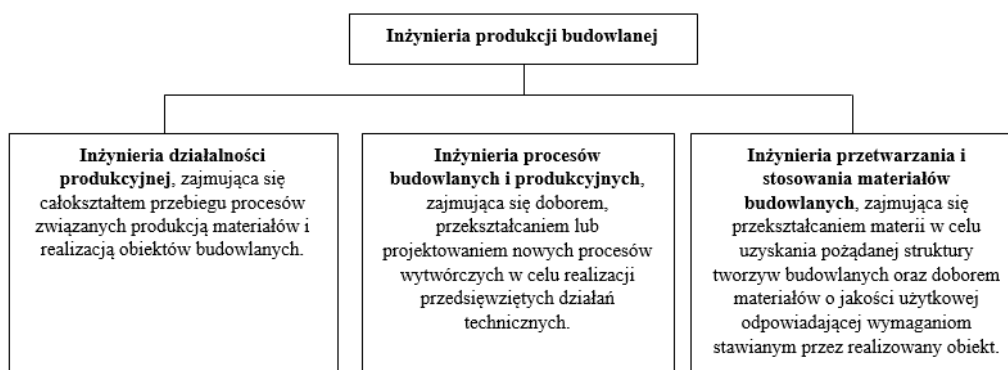 Inżynieria produkcji budowlanej
Inżynieria działalności
produkcyjnej, zajmująca się
całokształtem przebiegu procesów
związanych produkcją materiałów i
realizacją obiektów budowlanych.
Inżynieria procesów
budowlanych i produkcyjnych,
zajmująca się doborem,
przekształcaniem lub
projektowaniem nowych procesów
wytwórczych w celu realizacji
przedsięwziętych działań
technicznych.
Inżynieria przetwarzania i
stosowania materiałów
budowlanych, zajmująca się
przekształcaniem materii w celu
uzyskania pożądanej struktury
tworzyw budowlanych oraz doborem
materiałów o jakości użytkowej
odpowiadającej wymaganiom
stawianym przez realizowany obiekt.